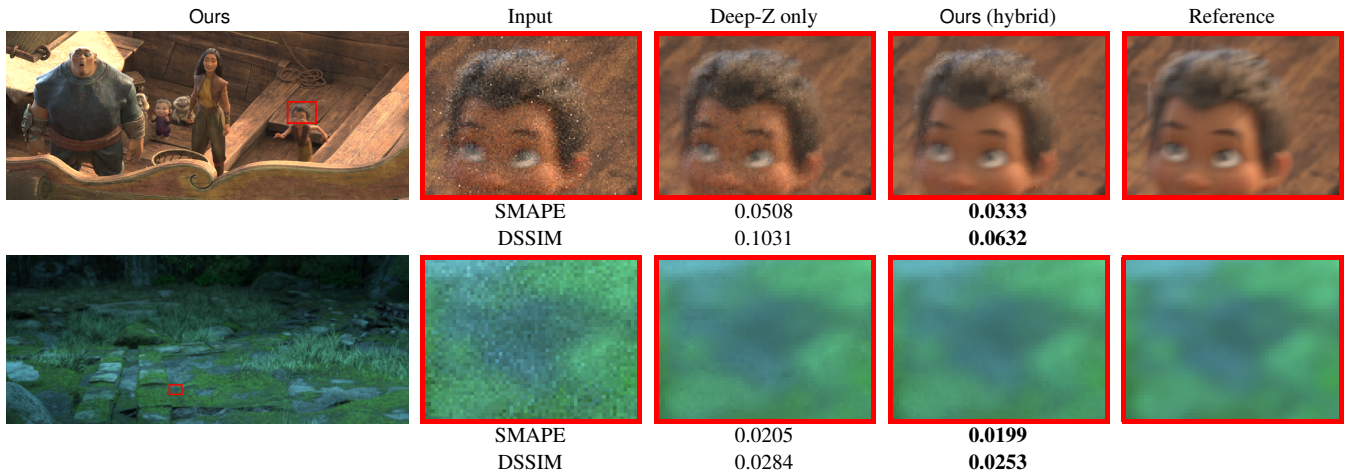 Ours Input Deep-Z only Ours (hybrid) Reference
SMAPE 0.0508 0.0333
DSSIM 0.1031 0.0632
SMAPE 0.0205 0.0199
DSSIM 0.0284 0.0253